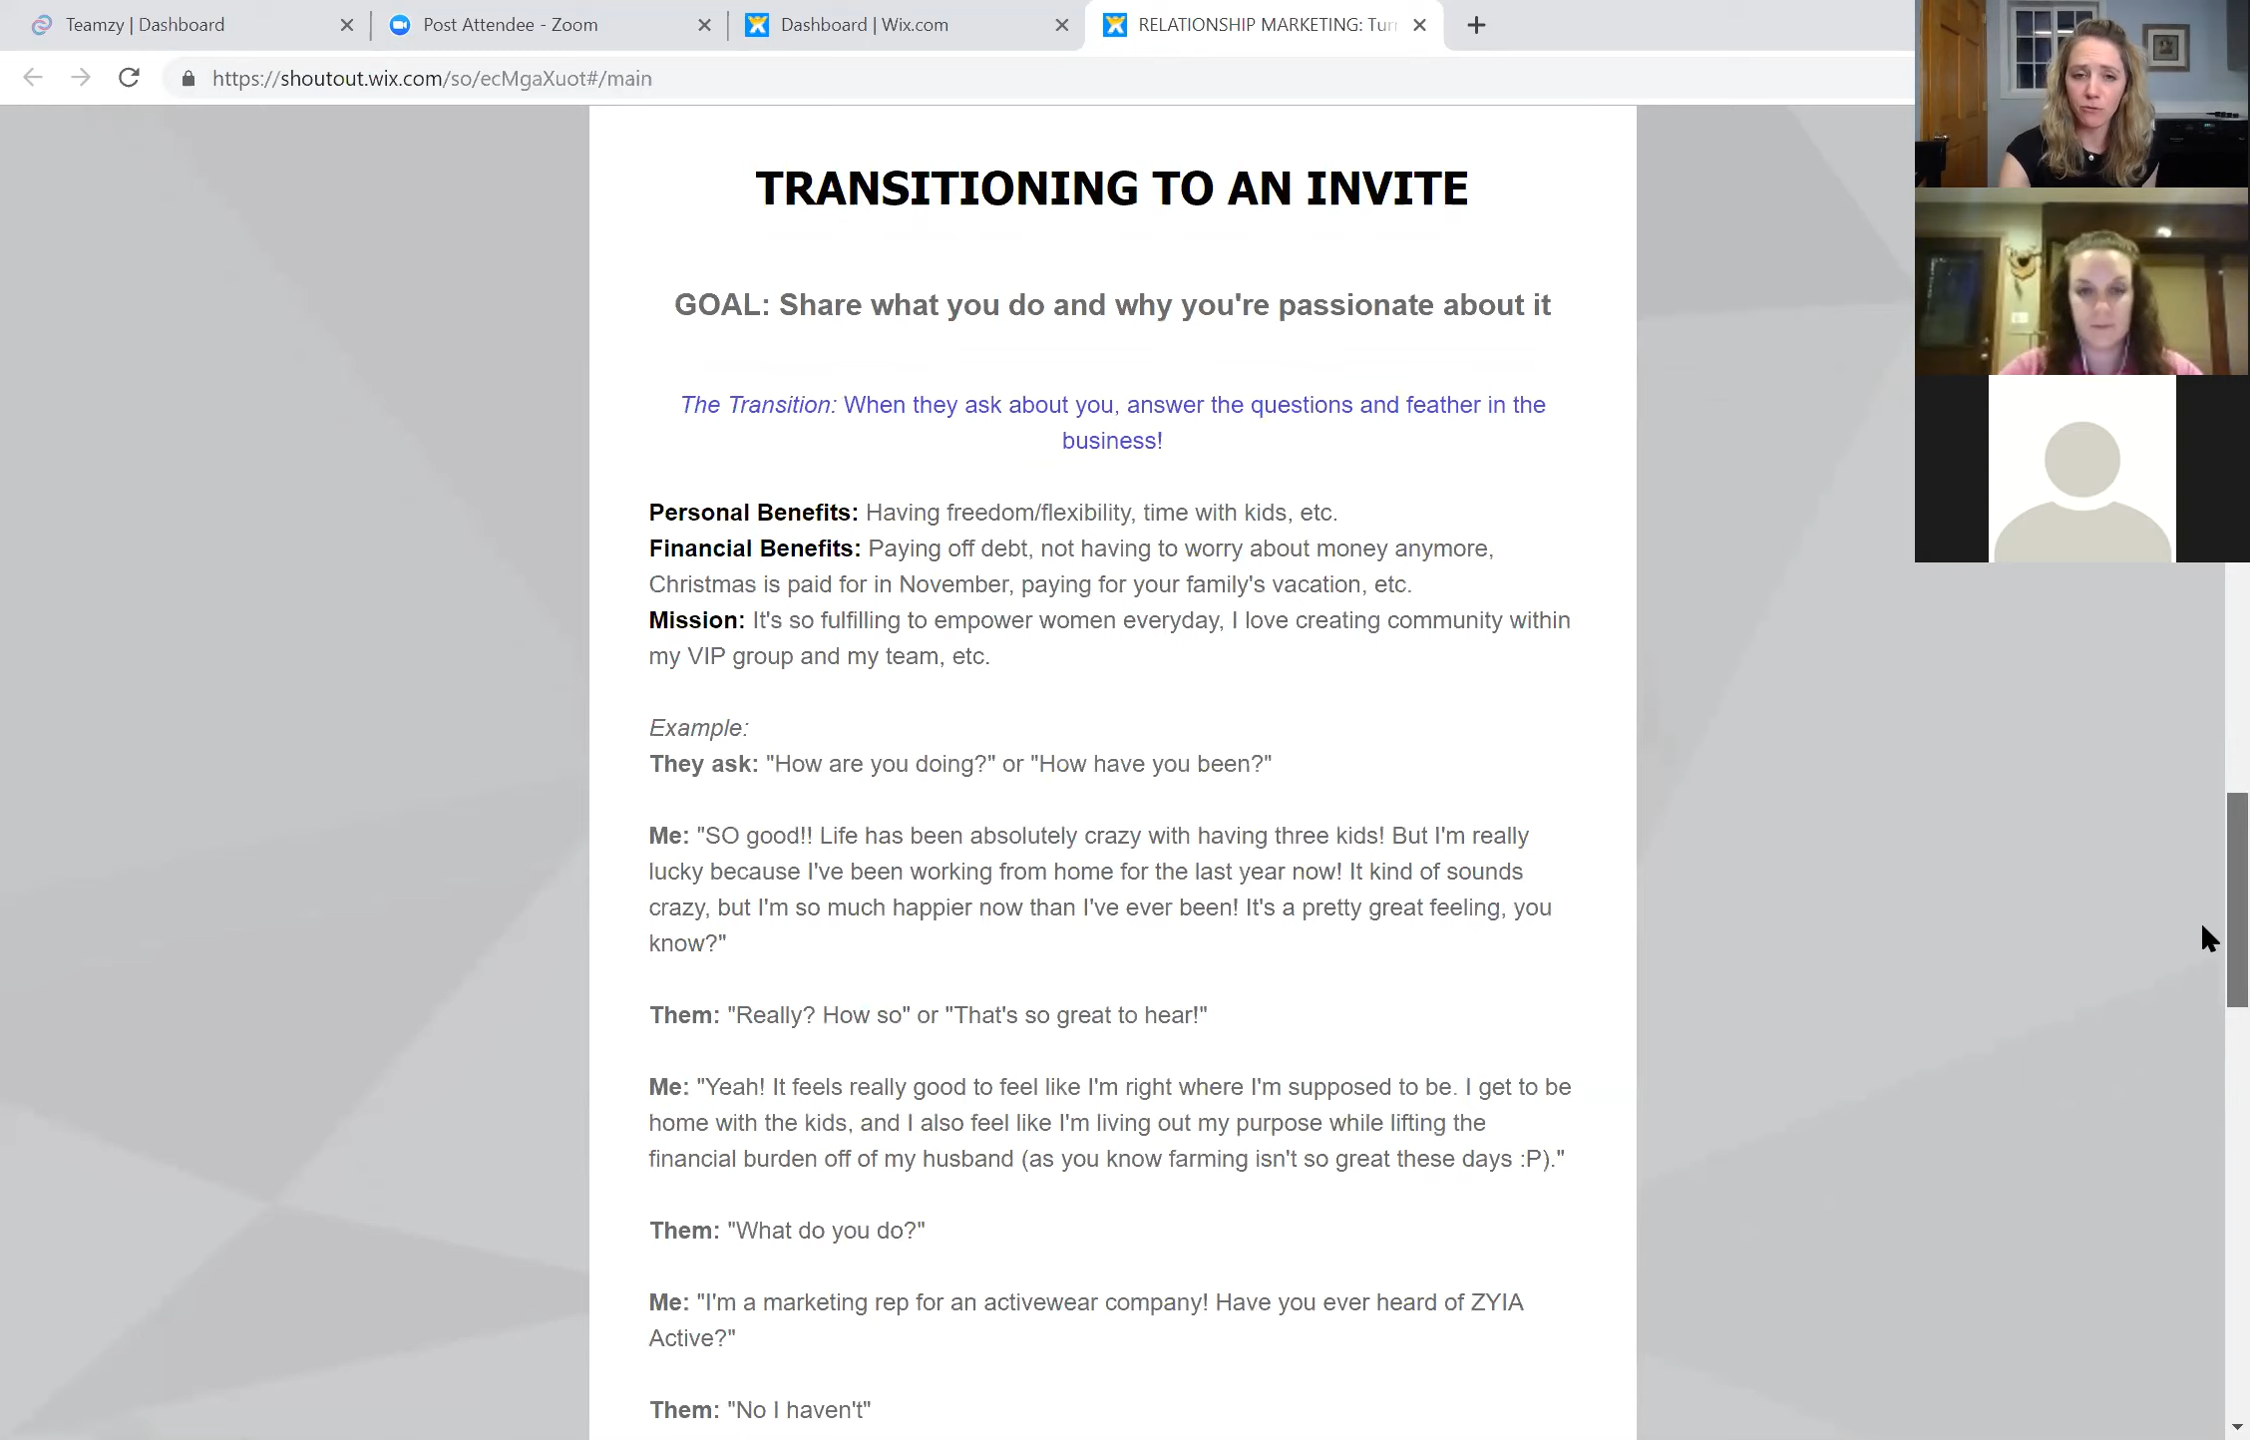 Teamzy | Dashboard
Post Attendee - Zoom
Dashboard | Wix.com
RELATIONSHIP MARKETING: Tur
https://shoutout.wix.com/so/ecMgaXuot#/main
TRANSITIONING TO AN INVITE
GOAL: Share what you do and why you're passionate about it
The Transition: When they ask about you, answer the questions and feather in the
business!
Personal Benefits: Having freedom/flexibility, time with kids, etc.
Financial Benefits: Paying off debt, not having to worry about money anymore,
Christmas is paid for in November, paying for your family's vacation, etc.
Mission: It's so fulfilling to empower women everyday, I love creating community within
my VIP group and my team, etc.
Example:
They ask: "How are you doing?" or "How have you been?"
Me: "SO good!! Life has been absolutely crazy with having three kids! But I'm really
lucky because I've been working from home for the last year now! It kind of sounds
crazy, but I'm so much happier now than I've ever been! It's a pretty great feeling, you
know?"
Them: "Really? How so" or "That's so great to hear!"
Me: "Yeah! It feels really good to feel like I'm right where I'm supposed to be. I get to be
home with the kids, and I also feel like I'm living out my purpose while lifting the
financial burden off of my husband (as you know farming isn't so great these days :P)."
Them: "What do you do?"
Me: "I'm a marketing rep for an activewear company! Have you ever heard of ZYIA
Active?"
Them: "No I haven't"